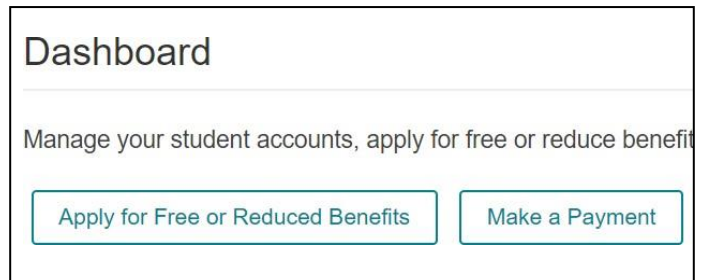 Dashboard
Manage your student accounts, apply for free or reduce benefit
Apply for Free or Reduced Benefits
Make a Payment